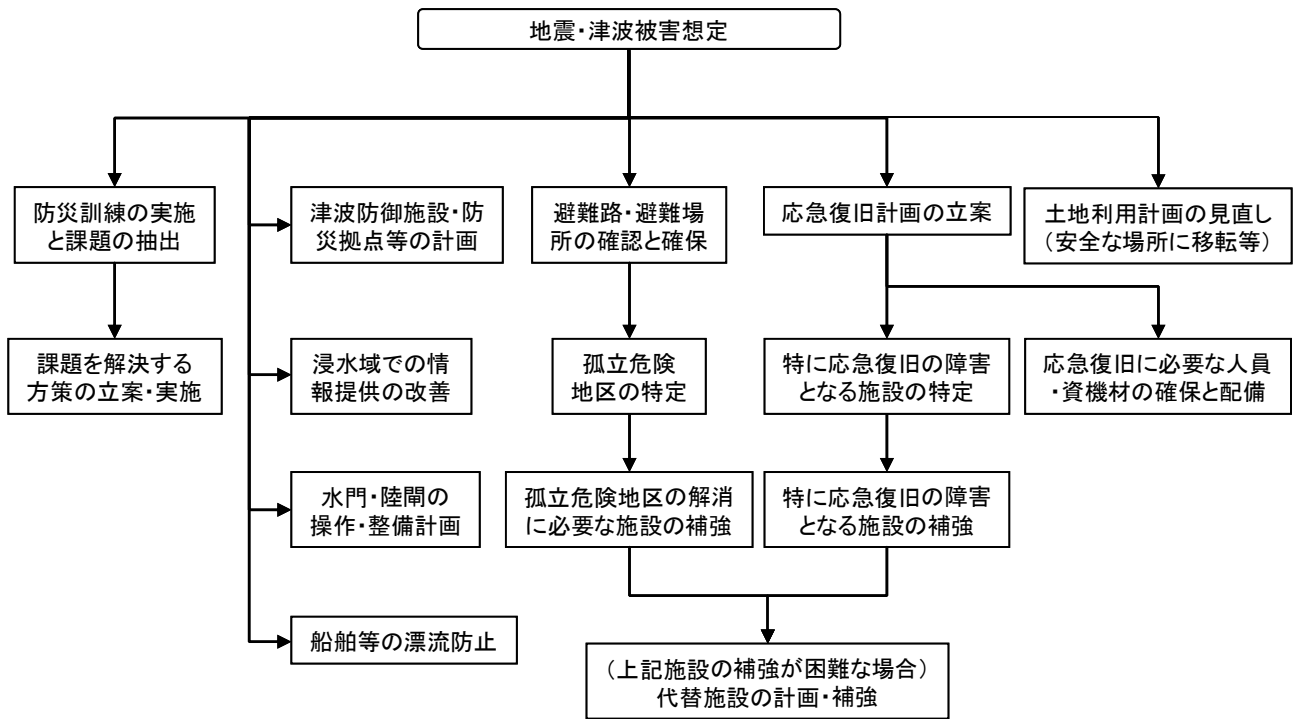 地震・津波被害想定
防災訓練の実施
と課題の抽出
津波防御施設・防
災拠点等の計画
避難路・避難場
所の確認と確保
応急復旧計画の立案
土地利用計画の見直し
（安全な場所に移転等）
課題を解決する
方策の立案・実施
浸水域での情
報提供の改善
孤立危険
地区の特定
特に応急復旧の障害
となる施設の特定
応急復旧に必要な人員
・資機材の確保と配備
水門・陸閘の
操作・整備計画
孤立危険地区の解消
に必要な施設の補強
特に応急復旧の障害
となる施設の補強
船舶等の漂流防止
（上記施設の補強が困難な場合）
代替施設の計画・補強